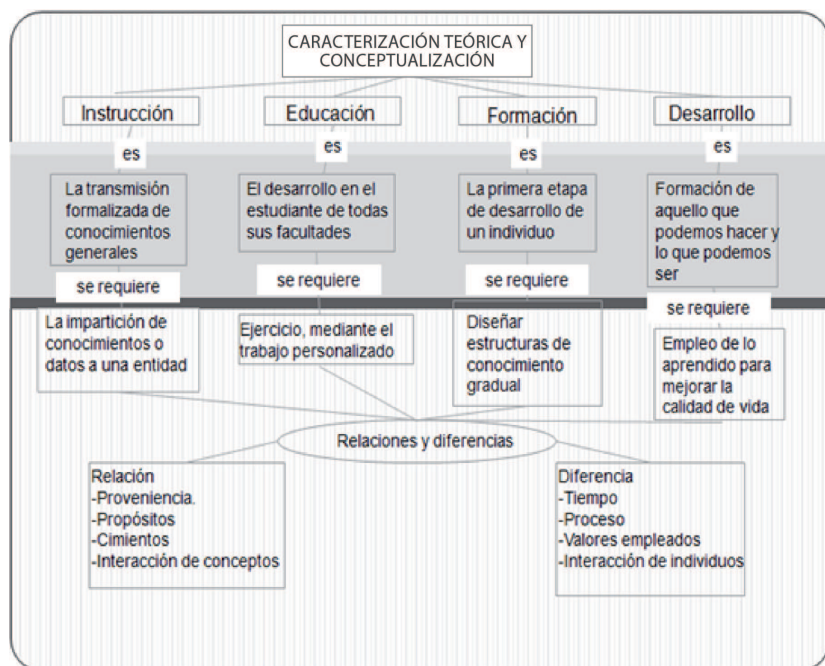 CARACTERIZACIÓN TEÓRICA Y
CONCEPTUALIZACIÓN
Instrucción
es
La transmisión
formalizada de
conocimientos
generales
se requiere
La impartición de
conocimientos o
datos a una entidad
Educación
es
El desarrollo en el
estudiante de todas
sus facultades
se requiere
Ejercicio, mediante el
trabajo personalizado
Formación
es
La primera etapa
de desarrollo de
un individuo
se requiere
Diseñar
estructuras de
conocimiento
gradual
Desarrollo
es
Formación de
aquello que
podemos hacer y
lo que podemos
ser
se requiere
Empleo de lo
aprendido para
mejorar la
calidad de vida
Relaciones y diferencias
Relación
-Proveniencia.
-Propósitos
-Cimientos
-Interacción de conceptos
Diferencia
-Tiempo
-Proceso
-Valores empleados
-Interacción de individuos